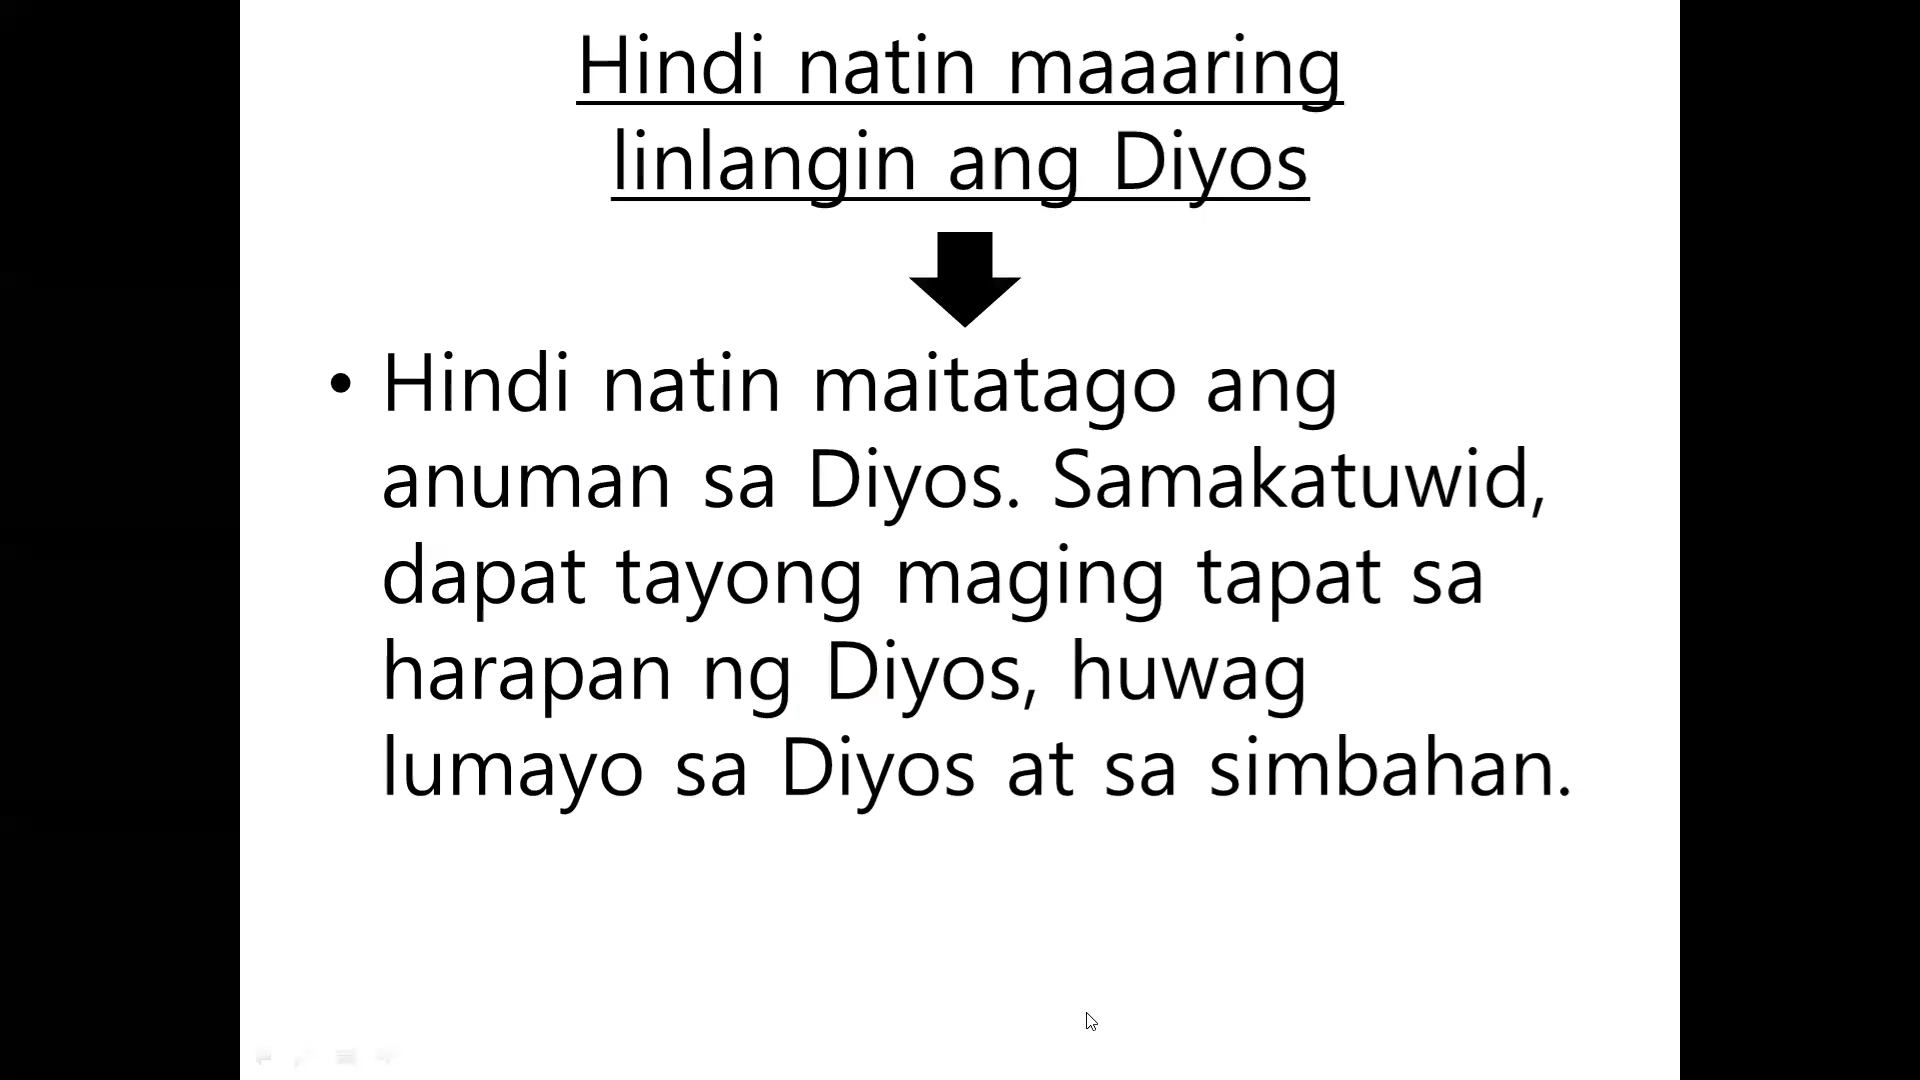 Hindi natin maaaring
linlangin ang Diyos
• Hindi natin maitatago ang
anuman sa Diyos. Samakatuwid,
dapat tayong maging tapat sa
harapan ng Diyos, huwag
lumayo sa Diyos at sa simbahan.